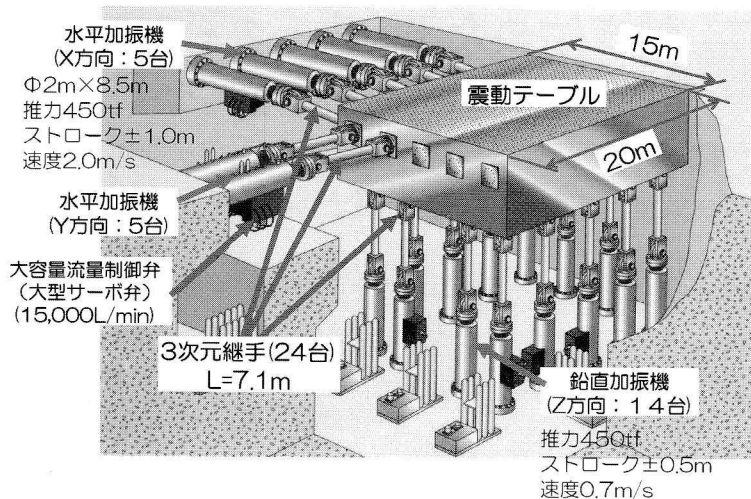 水平加振機
(X方向：5台)
Φ2m×8.5m
推力450tf
ストローク±1.0m
速度2.0m/s
15m
震動テーブル
20m
水平加振機
(Y方向：5台)
大容量流量制御弁
(大型サーボ弁)
(15,000L/min)
3次元継手(24台)
L=7.1m
鉛直加振機
(Z方向：14台)
推力450tf
ストローク±0.5m
速度0.7m/s